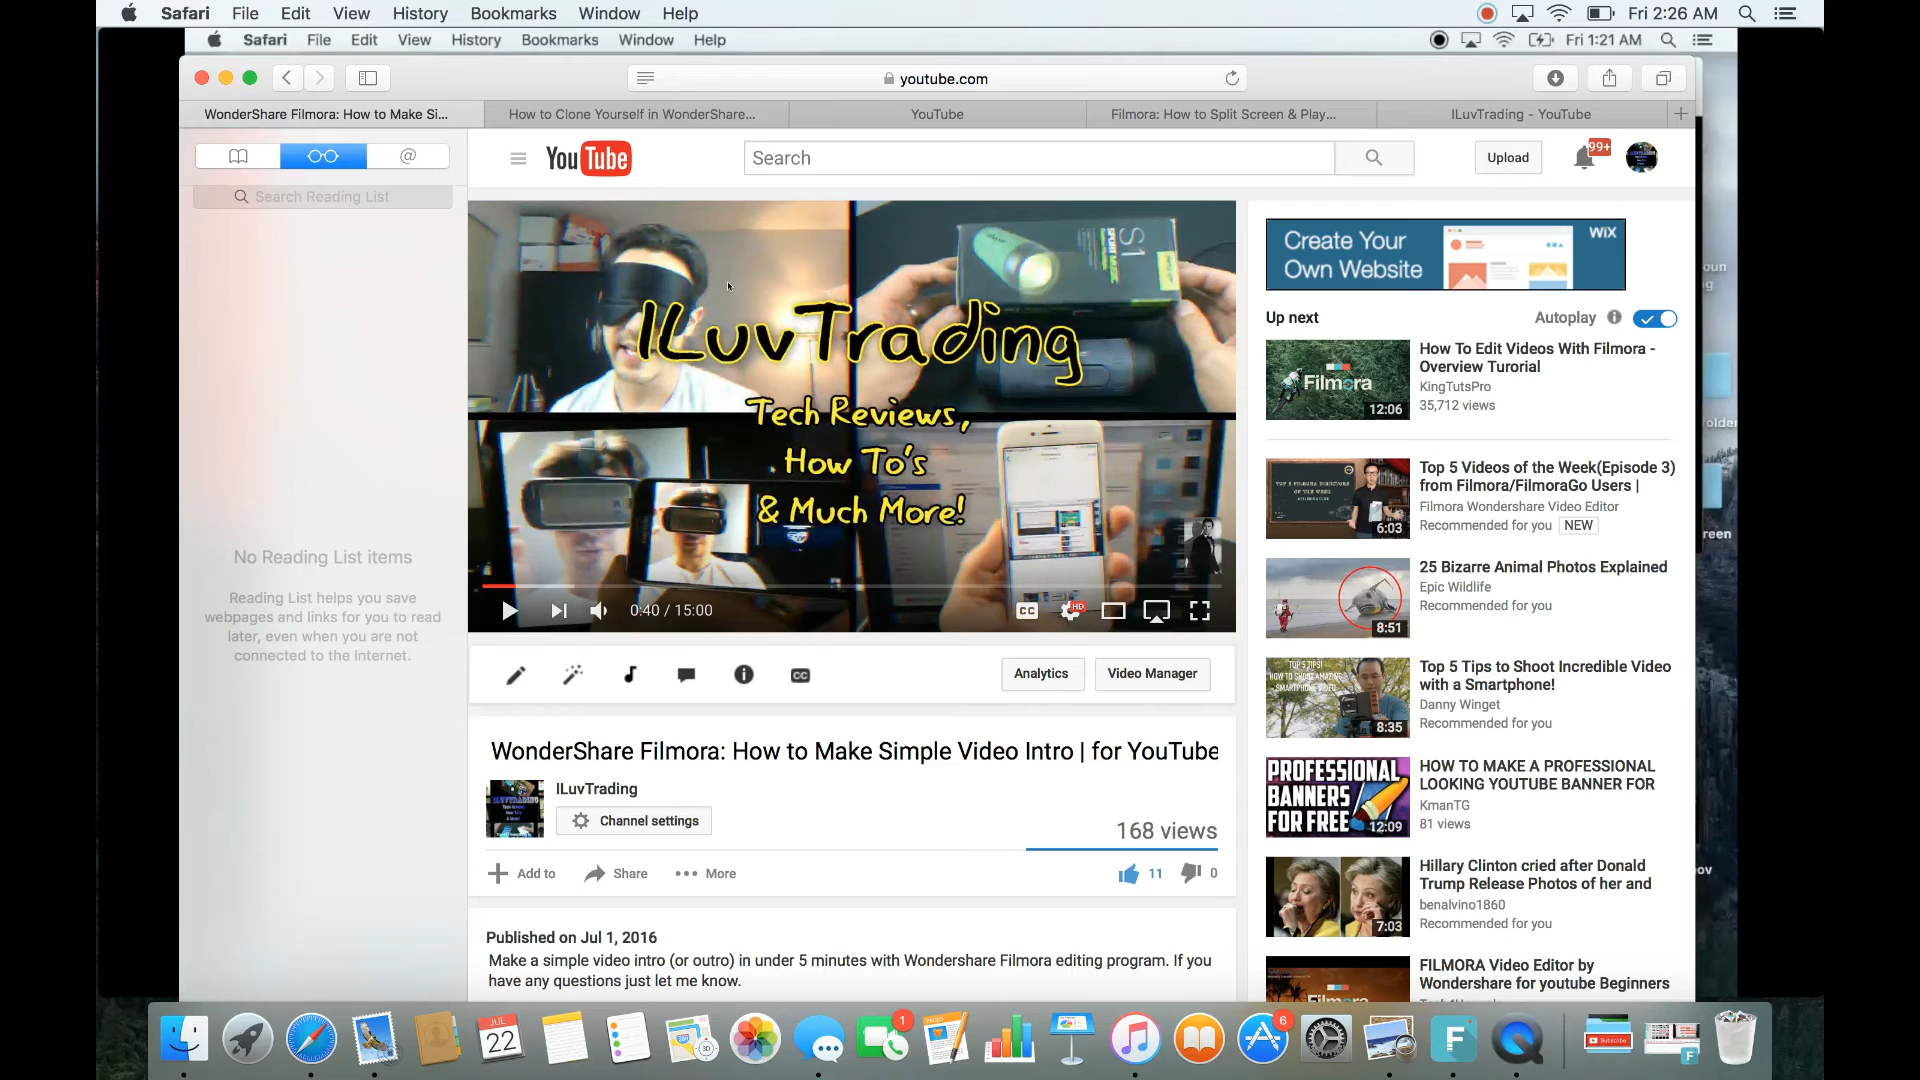 Safari File Edit View History Bookmarks Window Help
Fri 2:26 AM
Safari File Edit View History Bookmarks Window Help
Fri 1:21 AM
youtube.com
WonderShare Filmora: How to Make Si...
How to Clone Yourself in WonderShare...
YouTube
Filmora: How to Split Screen & Play...
ILuvTrading - YouTube
YouTube
Search
Upload
99+
Search Reading List
No Reading List items
Reading List helps you save
webpages and links for you to read
later, even when you are not
connected to the Internet.
S1
ILuvTrading
Tech Reviews,
How To's
& Much More!
0:40 / 15:00
CC
HD
CC
Analytics
Video Manager
WonderShare Filmora: How to Make Simple Video Intro | for YouTube
ILuvTrading
Channel settings
168 views
Add to
Share
More
11
0
Published on Jul 1, 2016
Make a simple video intro (or outro) in under 5 minutes with Wondershare Filmora editing program. If you
have any questions just let me know.
Create Your
Own Website
WiX
Up next
Autoplay
Filmora
12:06
How To Edit Videos With Filmora -
Overview Turorial
KingTutsPro
35,712 views
6:03
Top 5 Videos of the Week(Episode 3)
from Filmora/FilmoraGo Users |
Filmora Wondershare Video Editor
Recommended for you NEW
8:51
25 Bizarre Animal Photos Explained
Epic Wildlife
Recommended for you
TOP 5 TIPS!
8:35
Top 5 Tips to Shoot Incredible Video
with a Smartphone!
Danny Winget
Recommended for you
PROFESSIONAL
BANNERS
FOR FREE
12:09
HOW TO MAKE A PROFESSIONAL
LOOKING YOUTUBE BANNER FOR
KmanTG
81 views
7:03
Hillary Clinton cried after Donald
Trump Release Photos of her and
benalvino1860
Recommended for you
FILMORA Video Editor by
Wondershare for youtube Beginners
JUL
22
3D
1
6
Subscribe